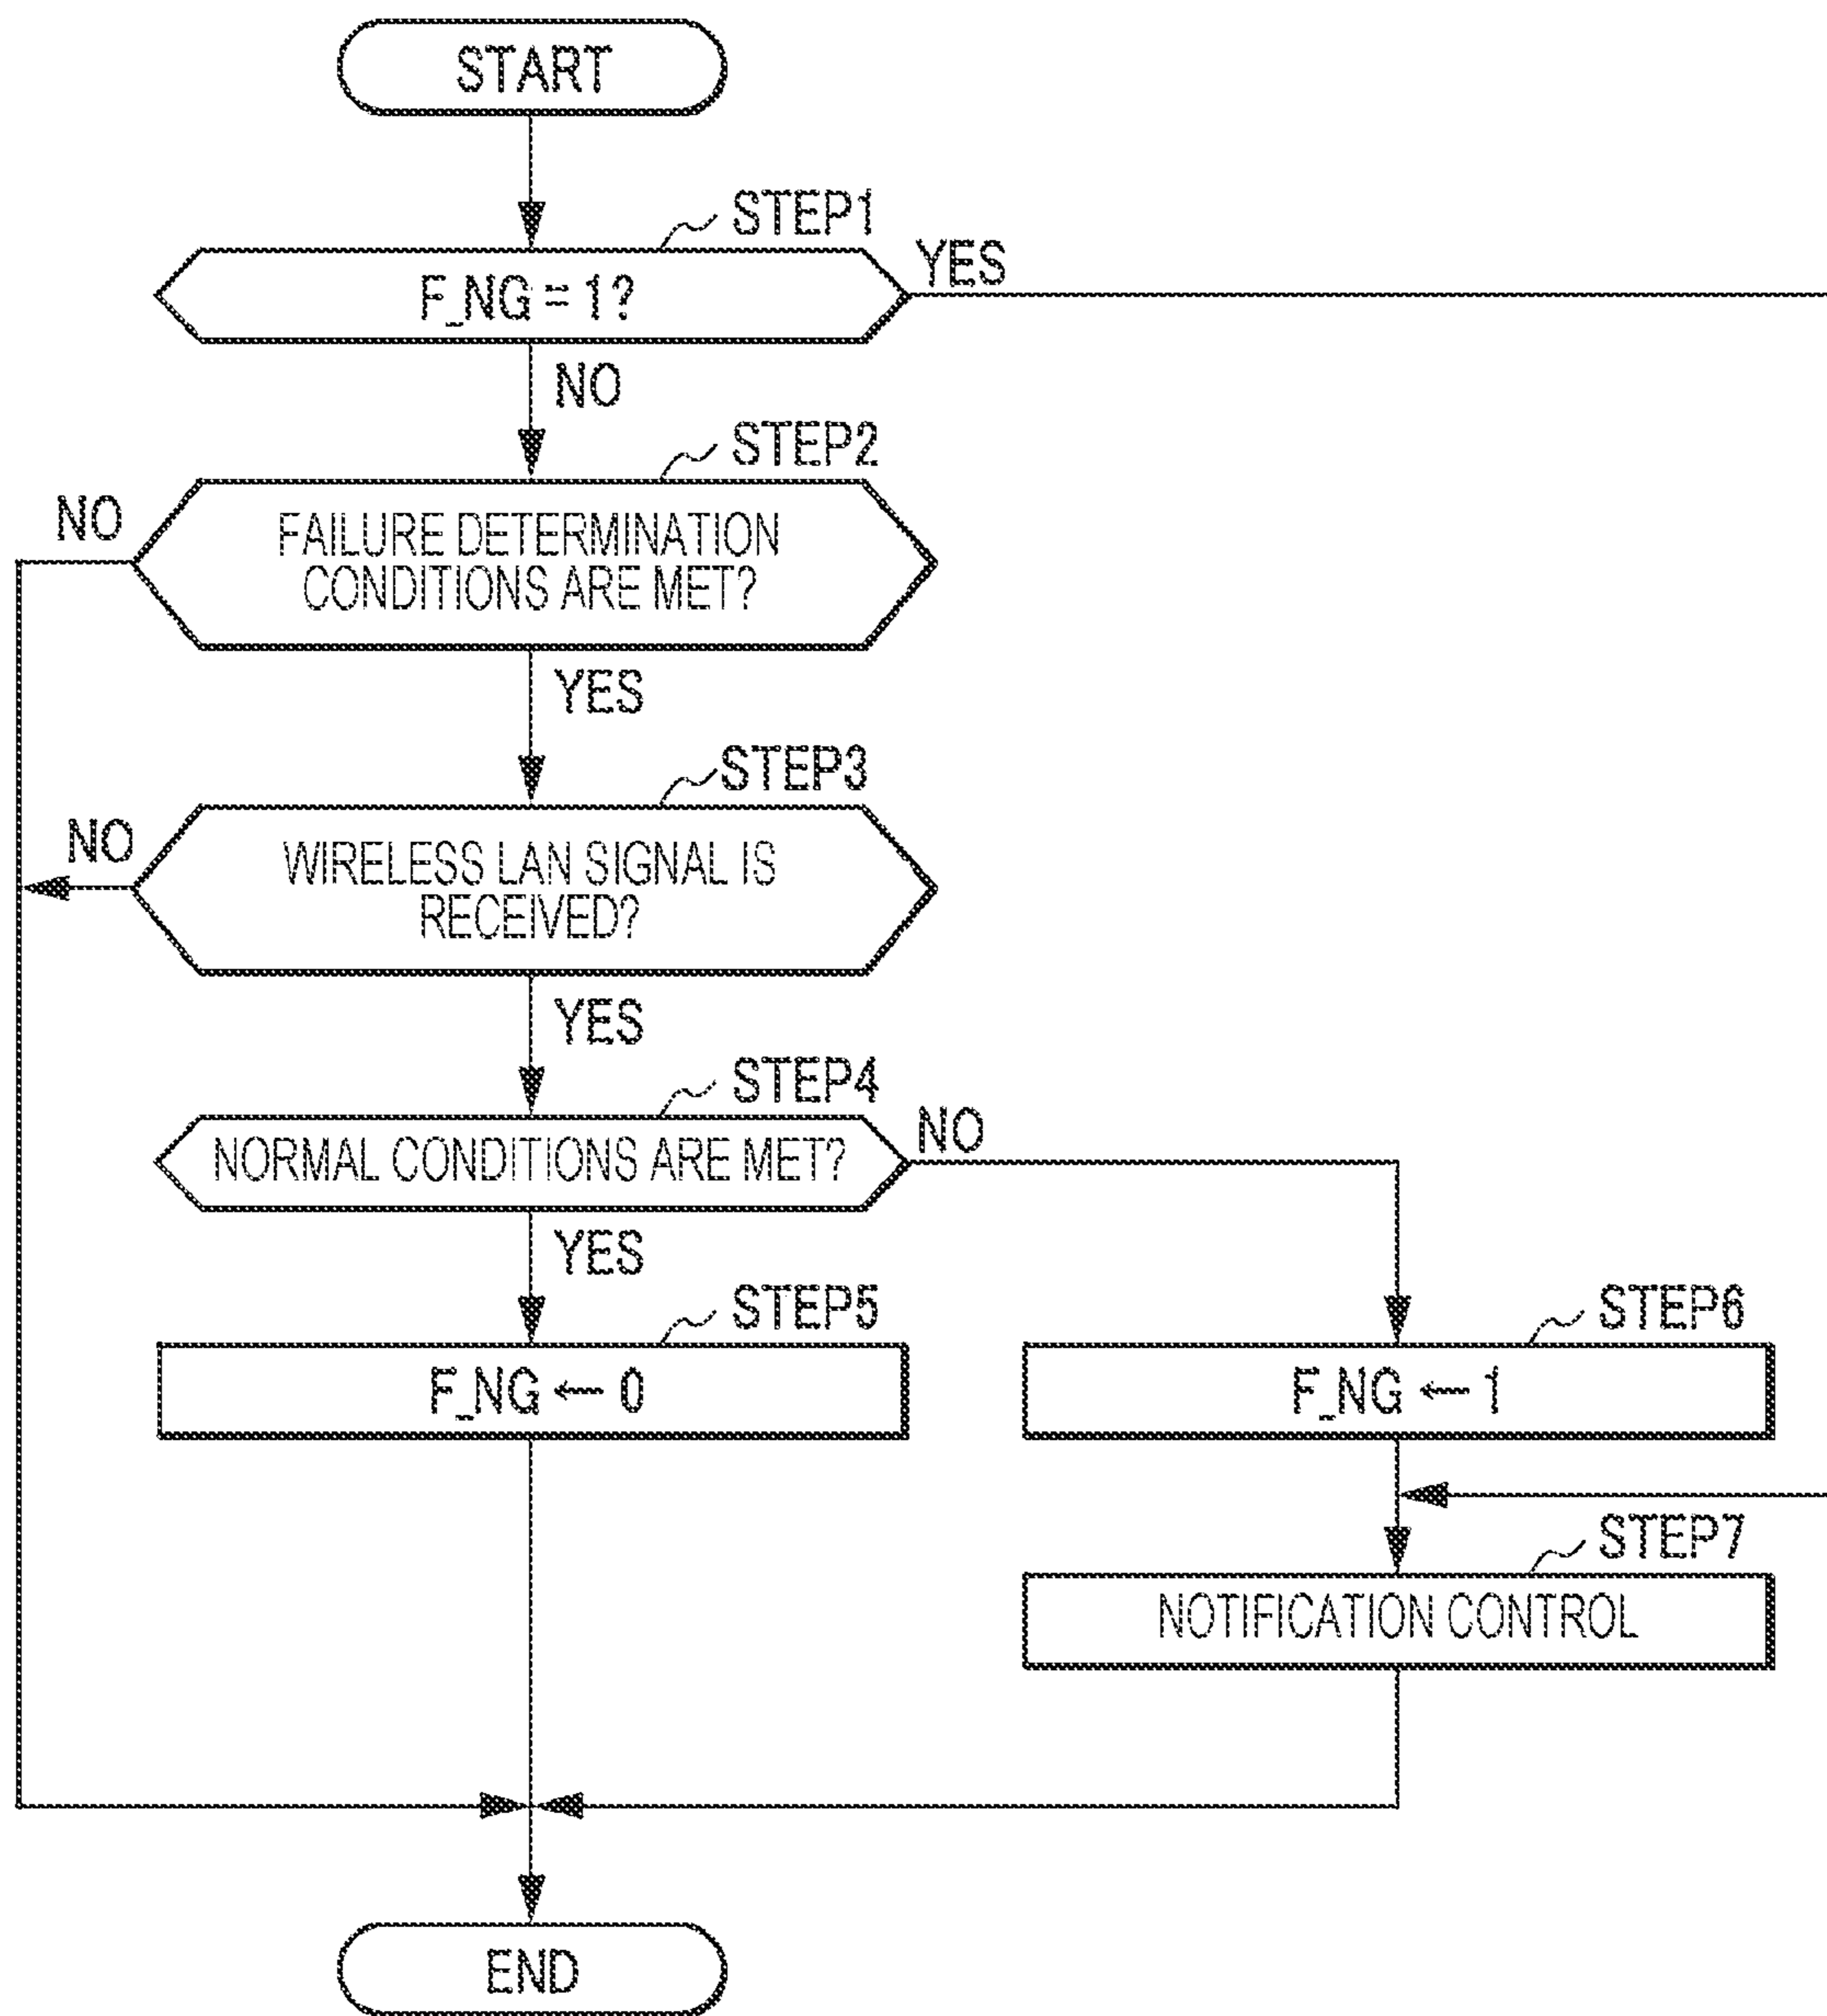 START
STEP1
F_NG = 1?
YES
NO
STEP2
NO
FAILURE DETERMINATION
CONDITIONS ARE MET?
YES
STEP3
NO
WIRELESS LAN SIGNAL IS
RECEIVED?
YES
STEP4
NORMAL CONDITIONS ARE MET?
NO
YES
STEP5
F_NG ← 0
STEP6
F_NG ← 1
STEP7
NOTIFICATION CONTROL
END